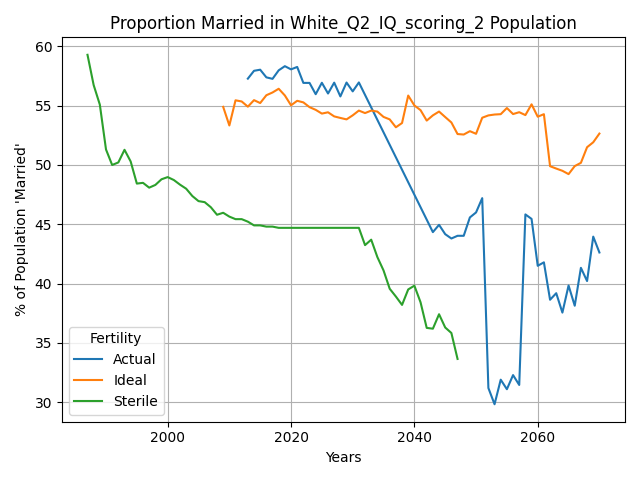 Proportion Married in White_Q2_IQ_scoring_2 Population
% of Population 'Married'
60
55
50
45
40
35
30
Fertility
Actual
Ideal
Sterile
2000
2020
2040
2060
Years